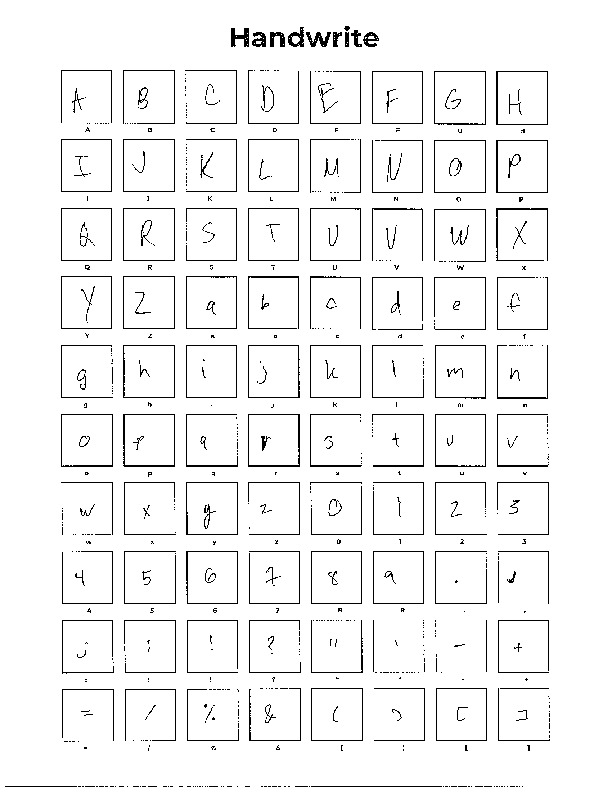 Handwrite
A B C D E F G H
I J K L M N O P
Q R S T U V W X
Y Z a b c d e f
g h i j k l m n
o p q r s t u v
w x y z 0 1 2 3
4 5 6 7 8 9 . ,
; : ! ? " ' - +
= / % & ( ) [ ]